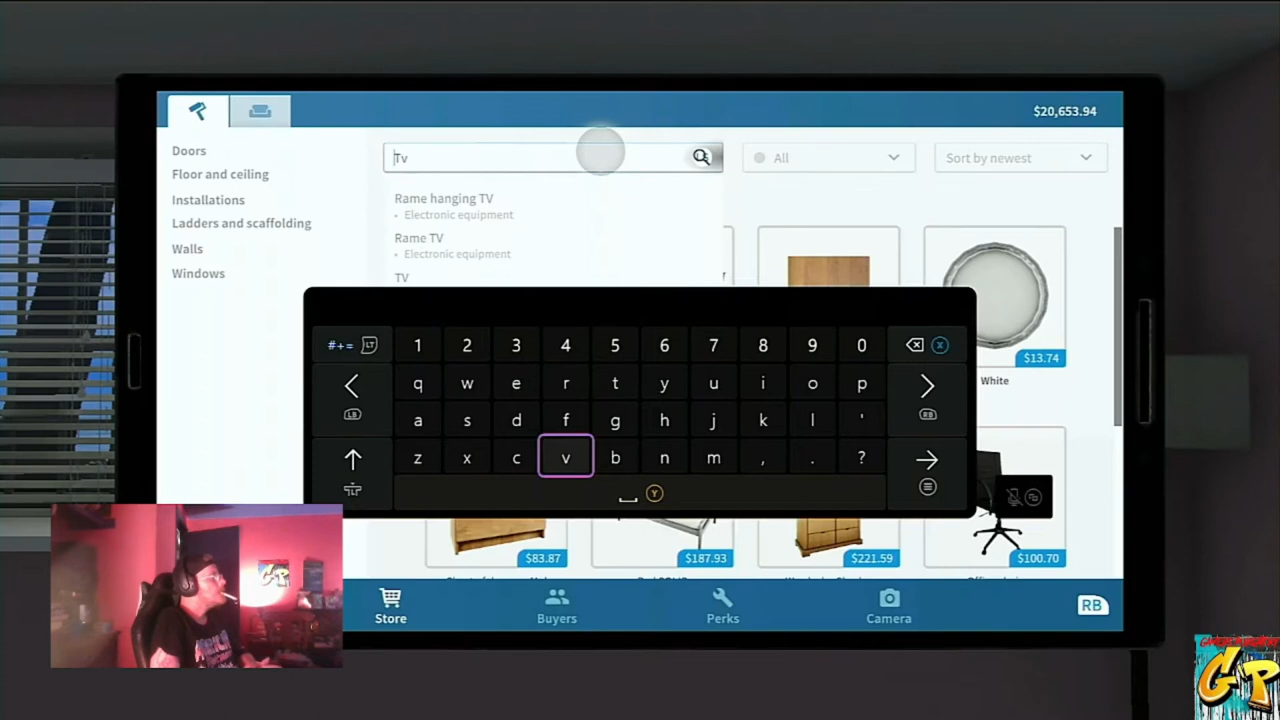 $20,653.94
Doors
Floor and ceiling
Installations
Ladders and scaffolding
Walls
Windows
Tv
All
Sort by newest
Rame hanging TV
• Electronic equipment
Rame TV
• Electronic equipment
TV
$13.74
White
#+= LT
1 2 3 4 5 6 7 8 9 0
X
q w e r t y u i o p
LB
RB
a s d f g h j k l '
z x c v b n m , . ?
Y
$83.87
$187.93
$221.59
$100.70
Store
Buyers
Perks
Camera
RB
GP